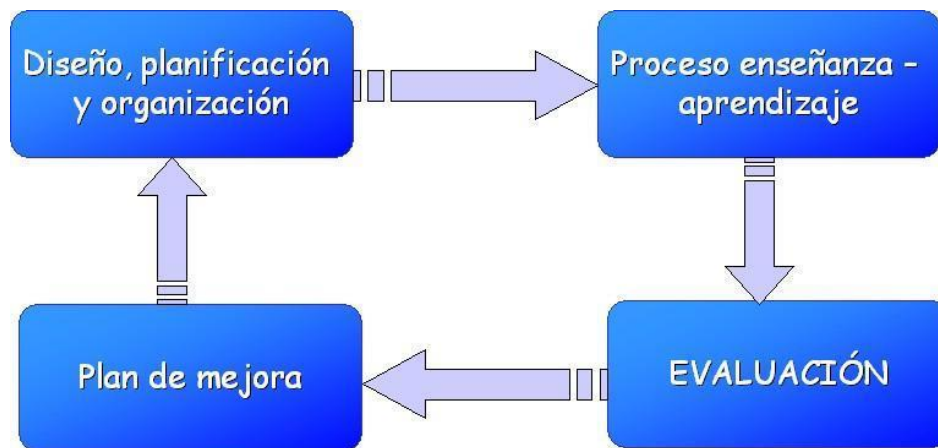 Diseño, planificación
y organización
Proceso enseñanza –
aprendizaje
Plan de mejora
EVALUACIÓN